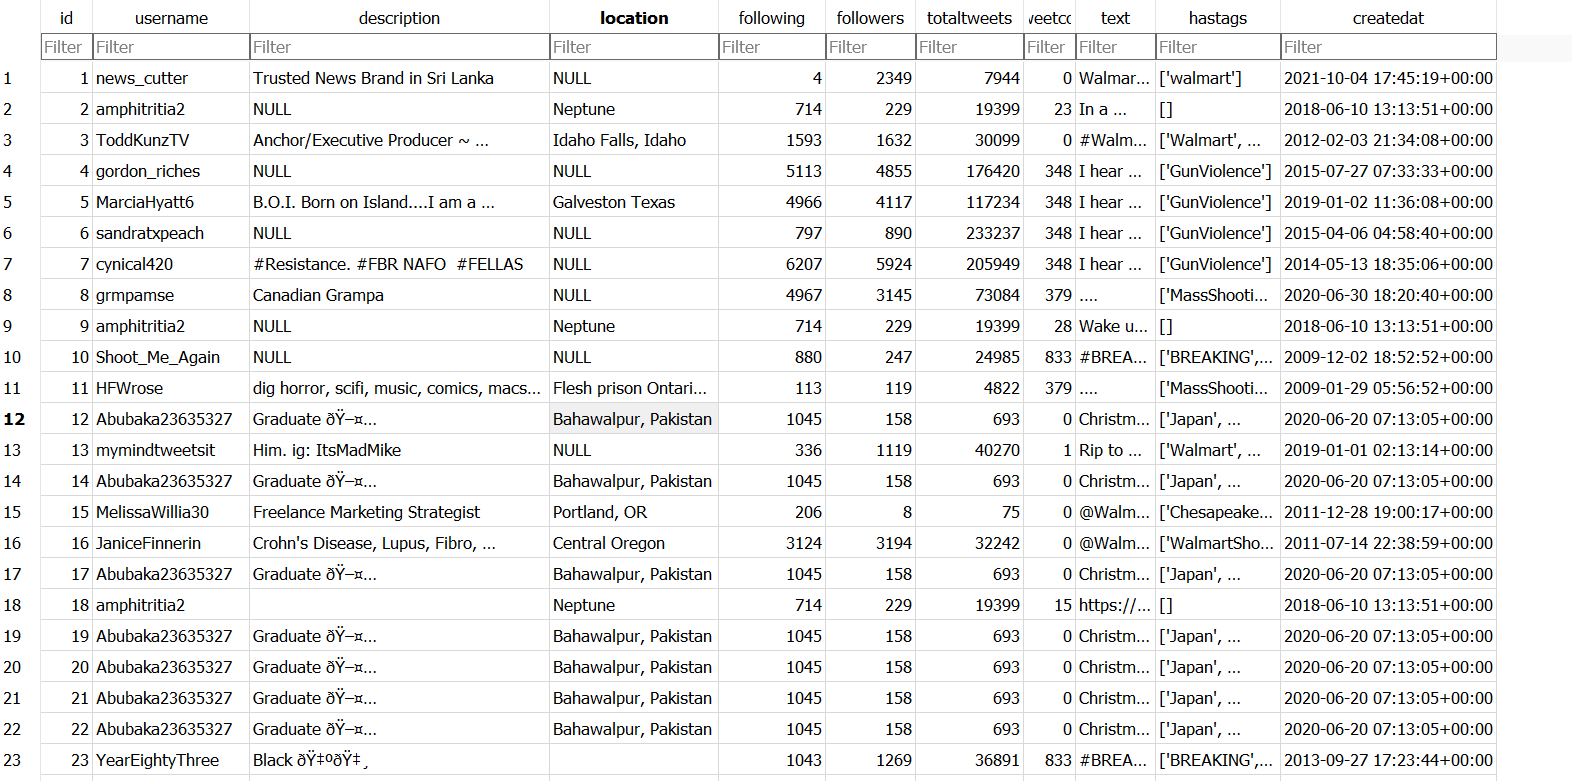 id username description location following followers totaltweets weetcc text hastags createdat
Filter Filter Filter Filter Filter Filter Filter Filter Filter Filter Filter
1 1 news_cutter Trusted News Brand in Sri Lanka NULL 4 2349 7944 0 Walmar... ['walmart'] 2021-10-04 17:45:19+00:00
2 2 amphitritia2 NULL Neptune 714 229 19399 23 In a ... [] 2018-06-10 13:13:51+00:00
3 3 ToddKunzTV Anchor/Executive Producer ~ ... Idaho Falls, Idaho 1593 1632 30099 0 #Walm... ['Walmart', ... 2012-02-03 21:34:08+00:00
4 4 gordon_riches NULL NULL 5113 4855 176420 348 I hear ... ['GunViolence'] 2015-07-27 07:33:33+00:00
5 5 MarciaHyatt6 B.O.I. Born on Island....I am a ... Galveston Texas 4966 4117 117234 348 I hear ... ['GunViolence'] 2019-01-02 11:36:08+00:00
6 6 sandratxpeach NULL NULL 797 890 233237 348 I hear ... ['GunViolence'] 2015-04-06 04:58:40+00:00
7 7 cynical420 #Resistance. #FBR NAFO #FELLAS NULL 6207 5924 205949 348 I hear ... ['GunViolence'] 2014-05-13 18:35:06+00:00
8 8 grmpamse Canadian Grampa NULL 4967 3145 73084 379 .... ['MassShooti... 2020-06-30 18:20:40+00:00
9 9 amphitritia2 NULL Neptune 714 229 19399 28 Wake u... [] 2018-06-10 13:13:51+00:00
10 10 Shoot_Me_Again NULL NULL 880 247 24985 833 #BREA... ['BREAKING',... 2009-12-02 18:52:52+00:00
11 11 HFWrose dig horror, scifi, music, comics, macs... Flesh prison Ontari... 113 119 4822 379 .... ['MassShooti... 2009-01-29 05:56:52+00:00
12 12 Abubaka23635327 Graduate ðŸ–¤... Bahawalpur, Pakistan 1045 158 693 0 Christm... ['Japan', ... 2020-06-20 07:13:05+00:00
13 13 mymindtweetsit Him. ig: ItsMadMike NULL 336 1119 40270 1 Rip to ... ['Walmart', ... 2019-01-01 02:13:14+00:00
14 14 Abubaka23635327 Graduate ðŸ–¤... Bahawalpur, Pakistan 1045 158 693 0 Christm... ['Japan', ... 2020-06-20 07:13:05+00:00
15 15 MelissaWillia30 Freelance Marketing Strategist Portland, OR 206 8 75 0 @Walm... ['Chesapeake... 2011-12-28 19:00:17+00:00
16 16 JaniceFinnerin Crohn's Disease, Lupus, Fibro, ... Central Oregon 3124 3194 32242 0 @Walm... ['WalmartSho... 2011-07-14 22:38:59+00:00
17 17 Abubaka23635327 Graduate ðŸ–¤... Bahawalpur, Pakistan 1045 158 693 0 Christm... ['Japan', ... 2020-06-20 07:13:05+00:00
18 18 amphitritia2 Neptune 714 229 19399 15 https://... [] 2018-06-10 13:13:51+00:00
19 19 Abubaka23635327 Graduate ðŸ–¤... Bahawalpur, Pakistan 1045 158 693 0 Christm... ['Japan', ... 2020-06-20 07:13:05+00:00
20 20 Abubaka23635327 Graduate ðŸ–¤... Bahawalpur, Pakistan 1045 158 693 0 Christm... ['Japan', ... 2020-06-20 07:13:05+00:00
21 21 Abubaka23635327 Graduate ðŸ–¤... Bahawalpur, Pakistan 1045 158 693 0 Christm... ['Japan', ... 2020-06-20 07:13:05+00:00
22 22 Abubaka23635327 Graduate ðŸ–¤... Bahawalpur, Pakistan 1045 158 693 0 Christm... ['Japan', ... 2020-06-20 07:13:05+00:00
23 23 YearEightyThree Black ðŸ‡ºðŸ‡¸ 1043 1269 36891 833 #BREA... ['BREAKING',... 2013-09-27 17:23:44+00:00